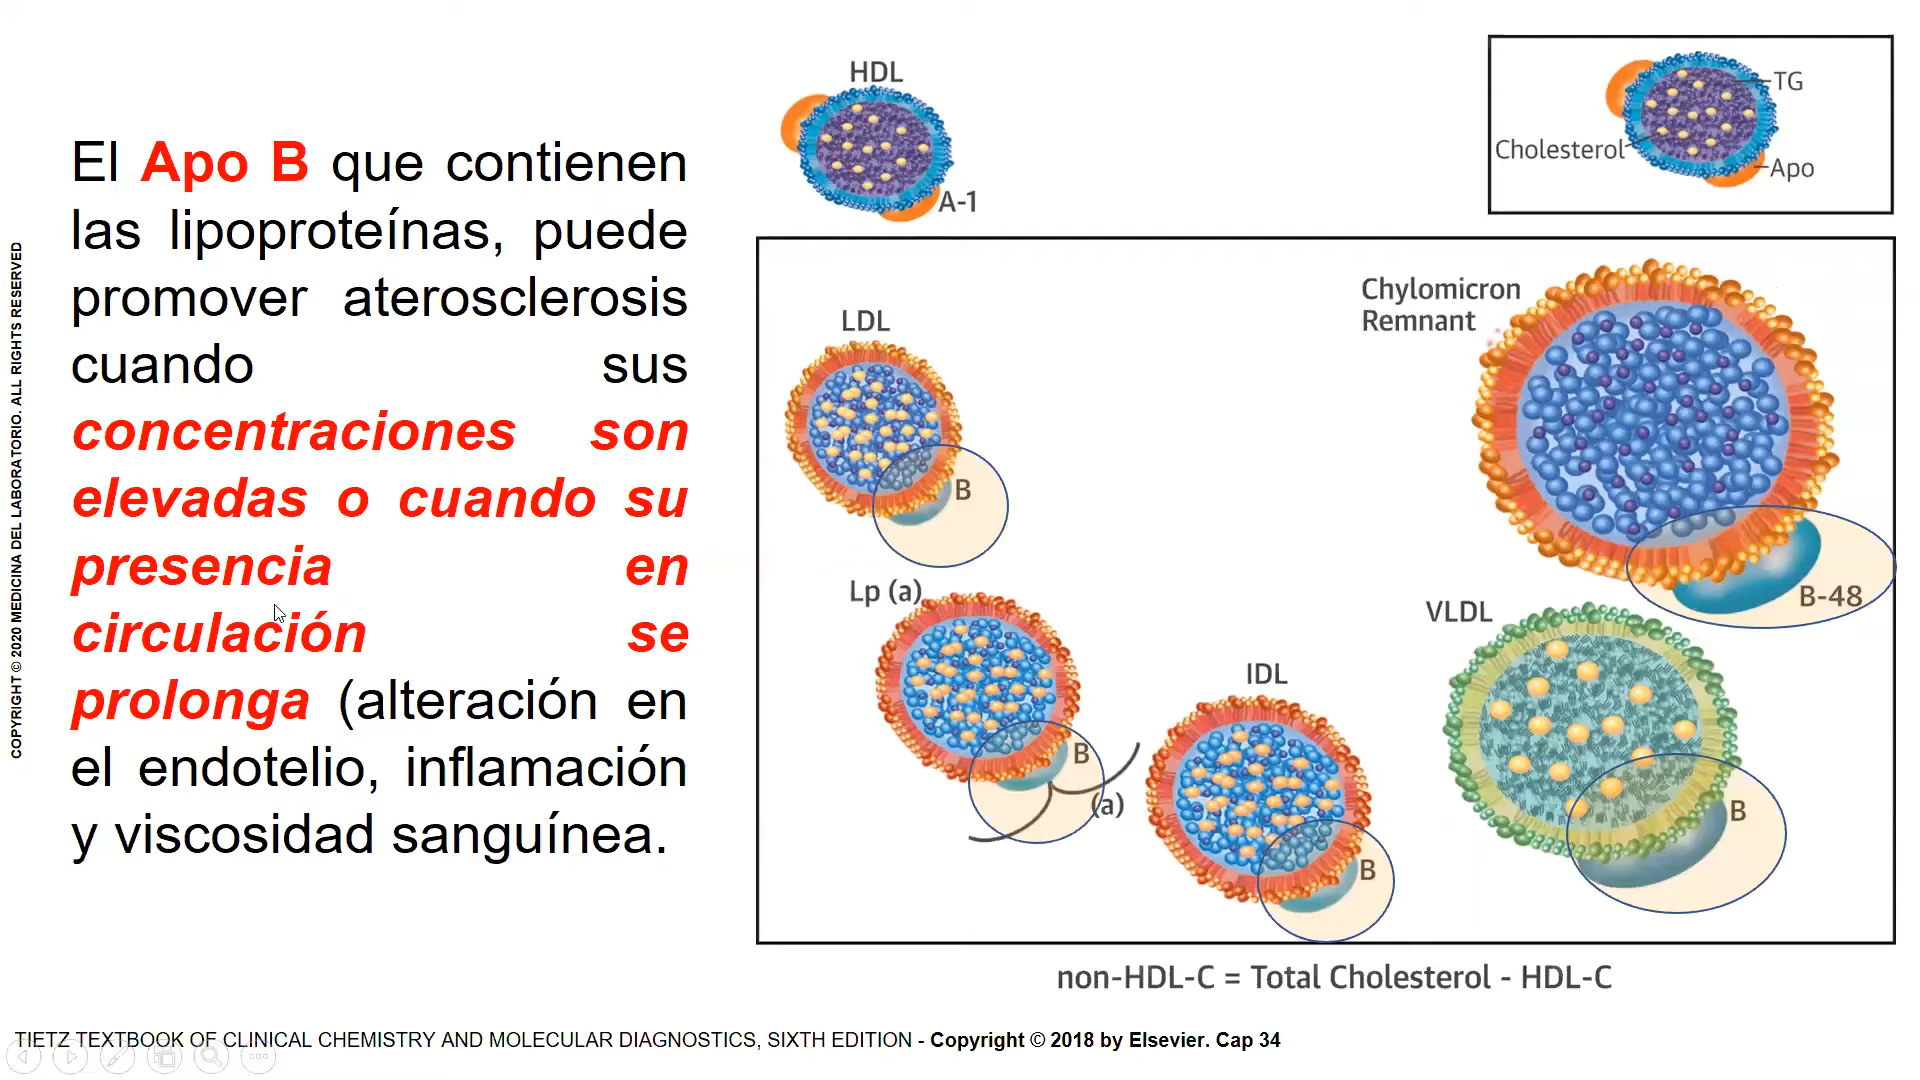 COPYRIGHT © 2020 MEDICINA DEL LABORATORIO. ALL RIGHTS RESERVED
El Apo B que contienen
las lipoproteínas, puede
promover aterosclerosis
cuando sus
concentraciones son
elevadas o cuando su
presencia en
circulación se
prolonga (alteración en
el endotelio, inflamación
y viscosidad sanguínea.
HDL
A-1
TG
Cholesterol
Apo
Chylomicron
Remnant
B-48
LDL
B
Lp (a)
B
(a)
IDL
B
VLDL
B
non-HDL-C = Total Cholesterol - HDL-C
TIETZ TEXTBOOK OF CLINICAL CHEMISTRY AND MOLECULAR DIAGNOSTICS, SIXTH EDITION - Copyright © 2018 by Elsevier. Cap 34